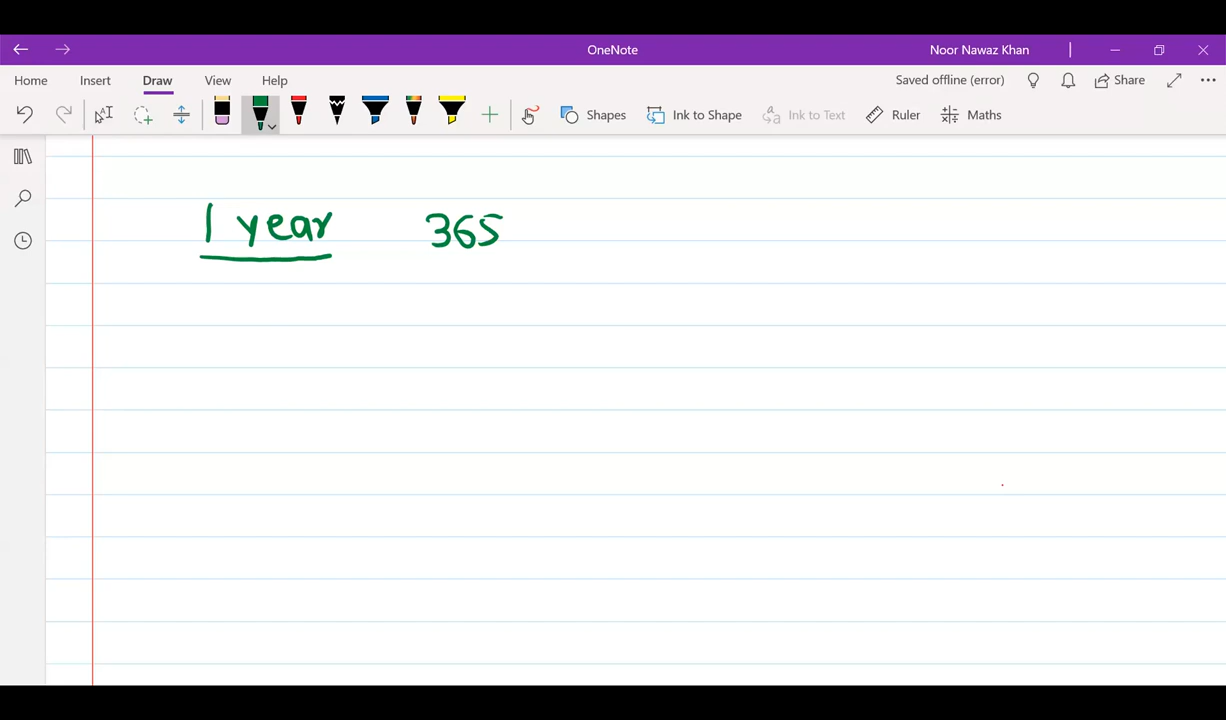 OneNote
Noor Nawaz Khan
Home Insert Draw View Help Saved offline (error) Share
Shapes Ink to Shape Ink to Text Ruler Maths
1 year 365